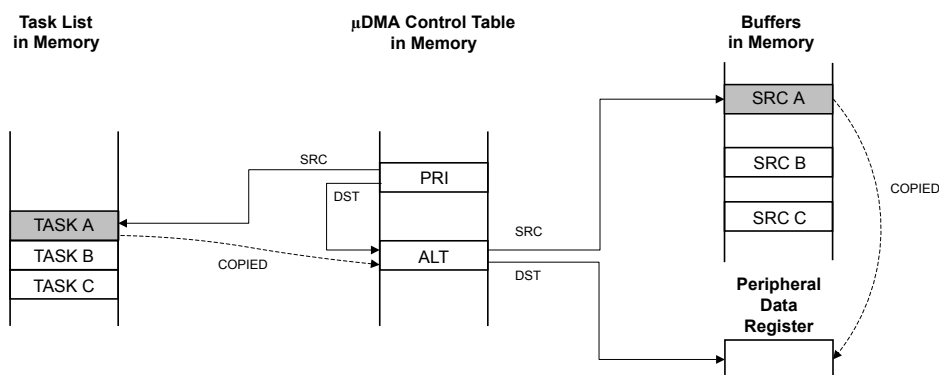 Task List
in Memory
µDMA Control Table
in Memory
Buffers
in Memory
SRC A
SRC
PRI
SRC B
DST
COPIED
TASK A
SRC C
SRC
TASK B
COPIED
ALT
DST
TASK C
Peripheral
Data
Register